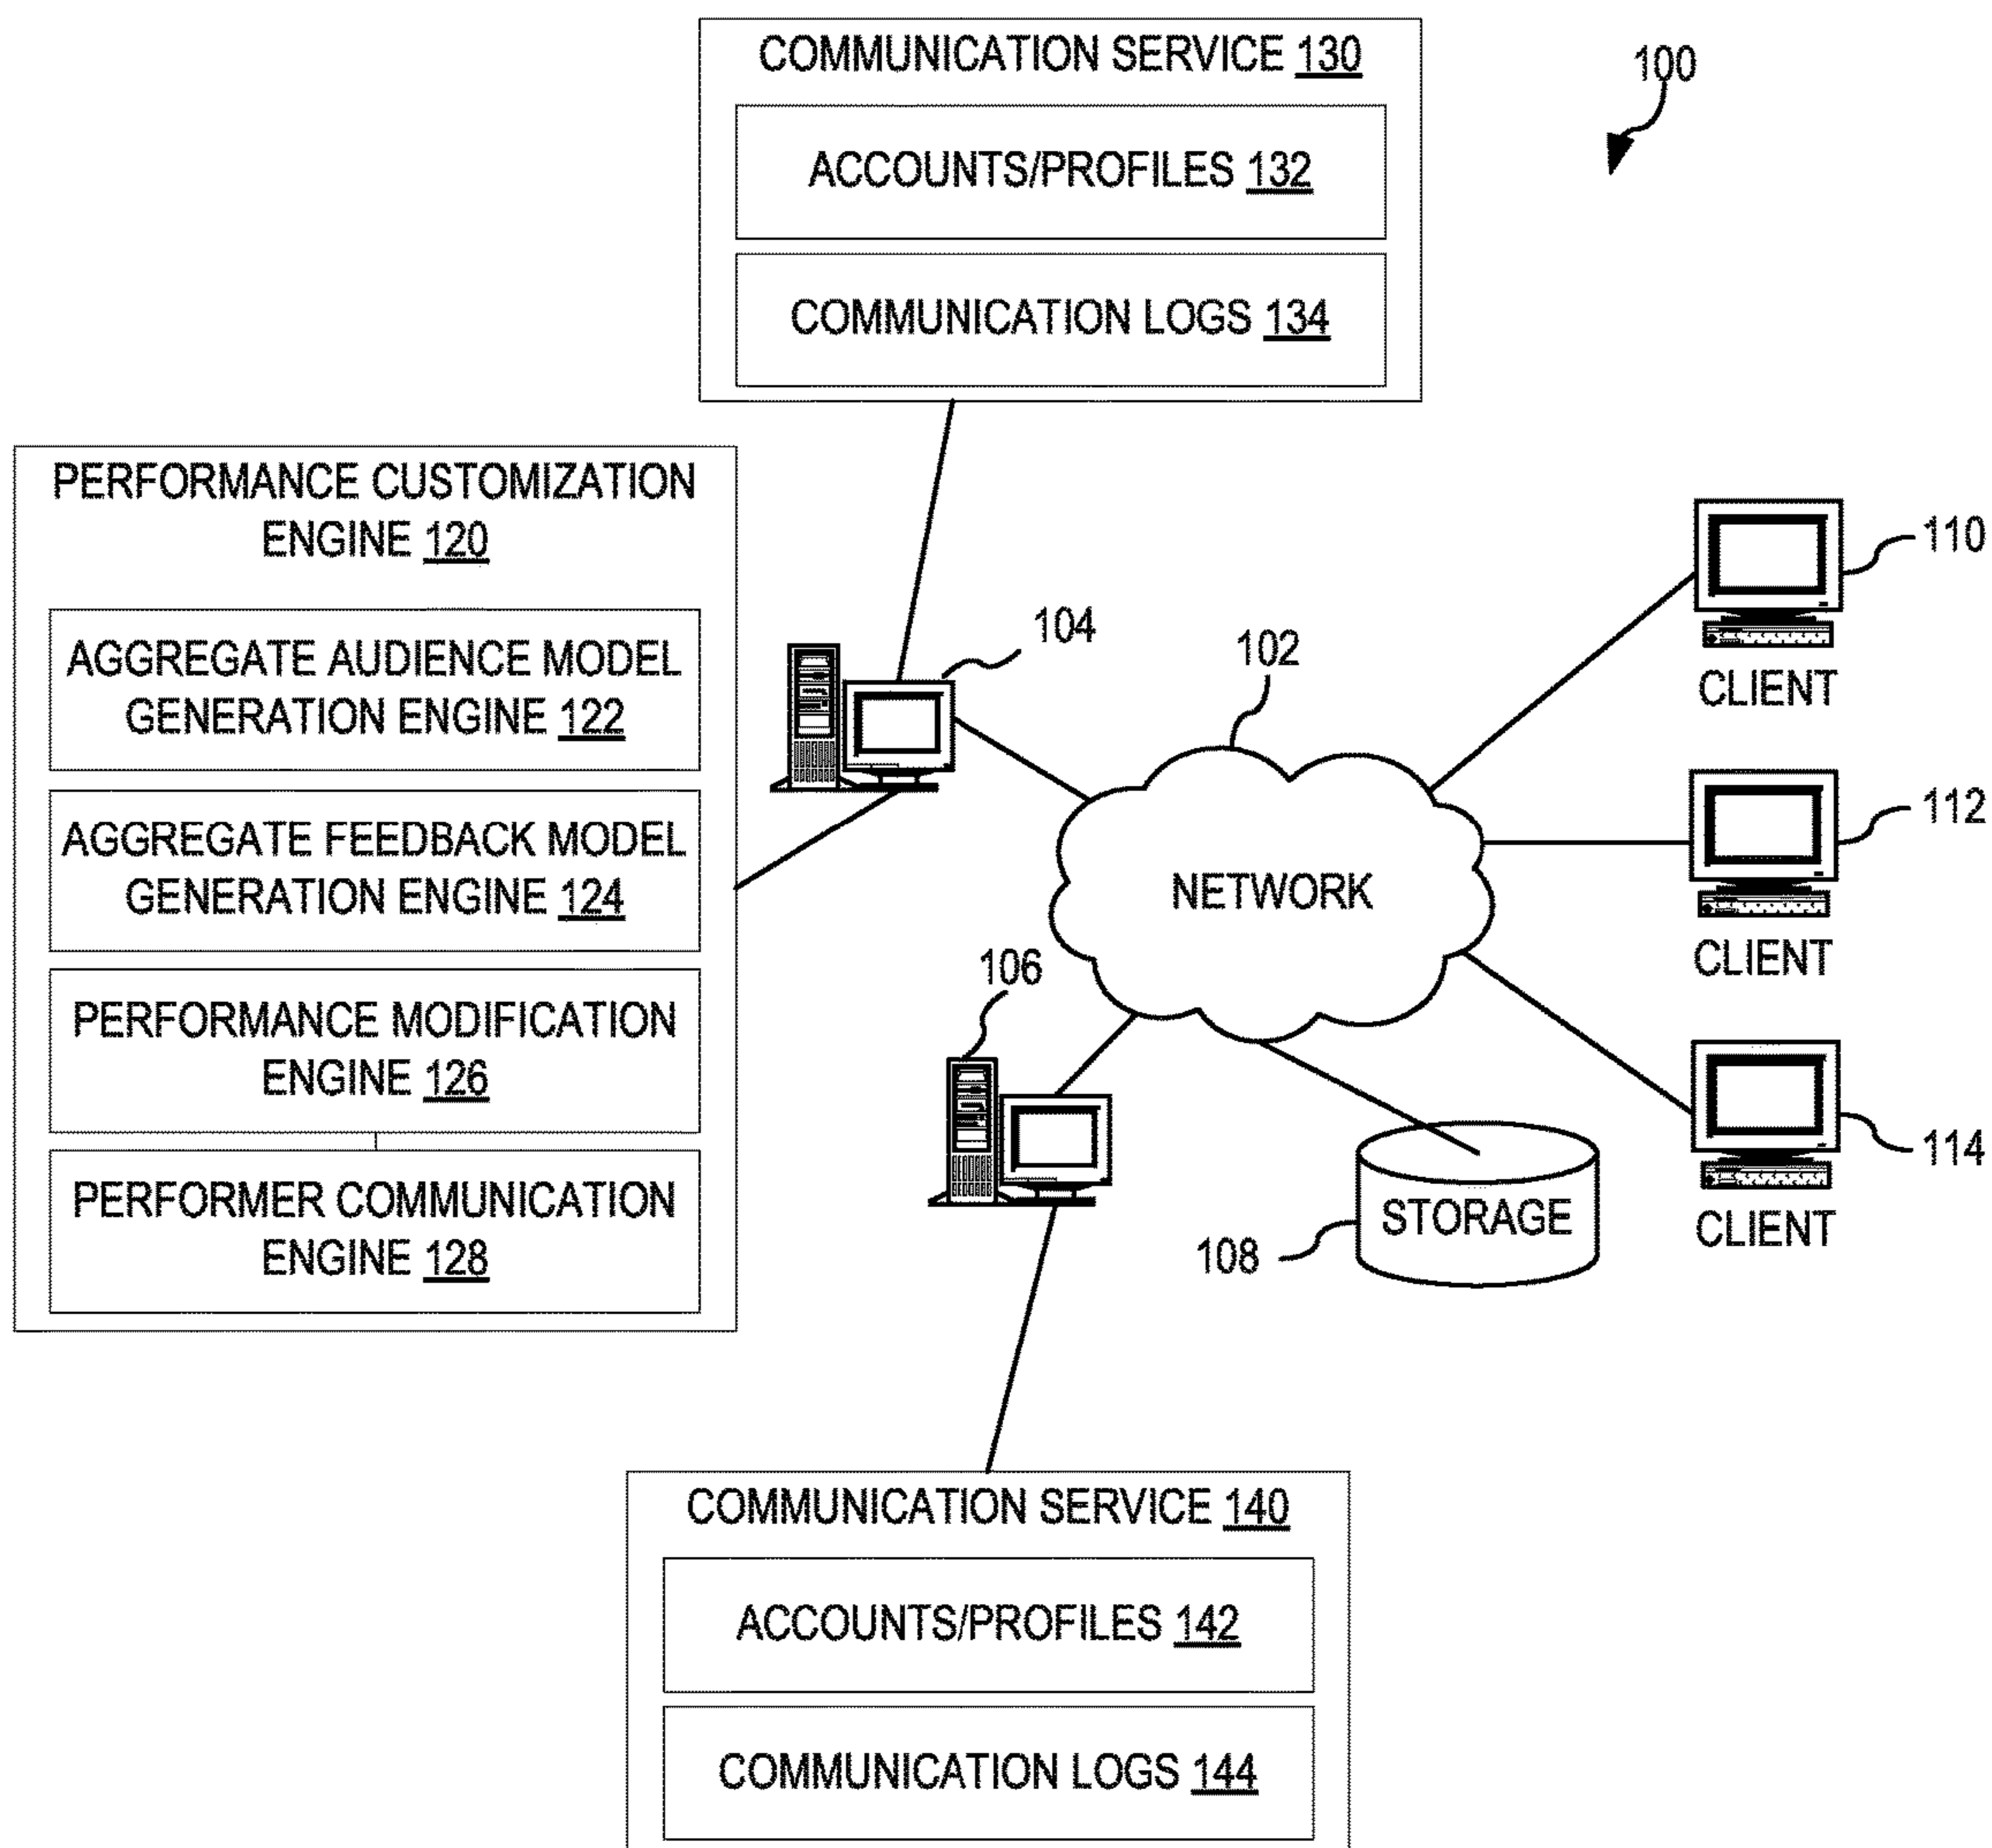 COMMUNICATION SERVICE 130
ACCOUNTS/PROFILES 132
COMMUNICATION LOGS 134
100
PERFORMANCE CUSTOMIZATION
ENGINE 120
AGGREGATE AUDIENCE MODEL
GENERATION ENGINE 122
AGGREGATE FEEDBACK MODEL
GENERATION ENGINE 124
PERFORMANCE MODIFICATION
ENGINE 126
PERFORMER COMMUNICATION
ENGINE 128
104
102
NETWORK
106
110
CLIENT
112
CLIENT
114
CLIENT
108
STORAGE
COMMUNICATION SERVICE 140
ACCOUNTS/PROFILES 142
COMMUNICATION LOGS 144